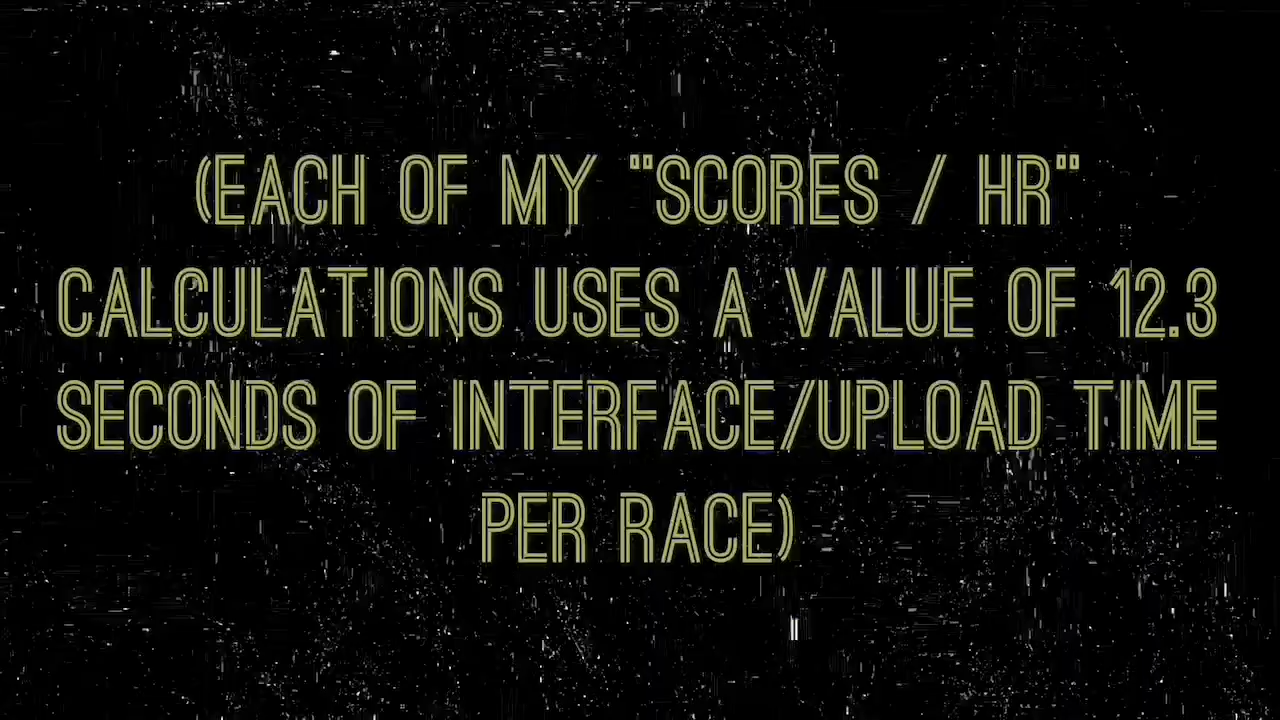 (EACH OF MY "SCORES / HR"
CALCULATIONS USES A VALUE OF 12.3
SECONDS OF INTERFACE/UPLOAD TIME
PER RACE)